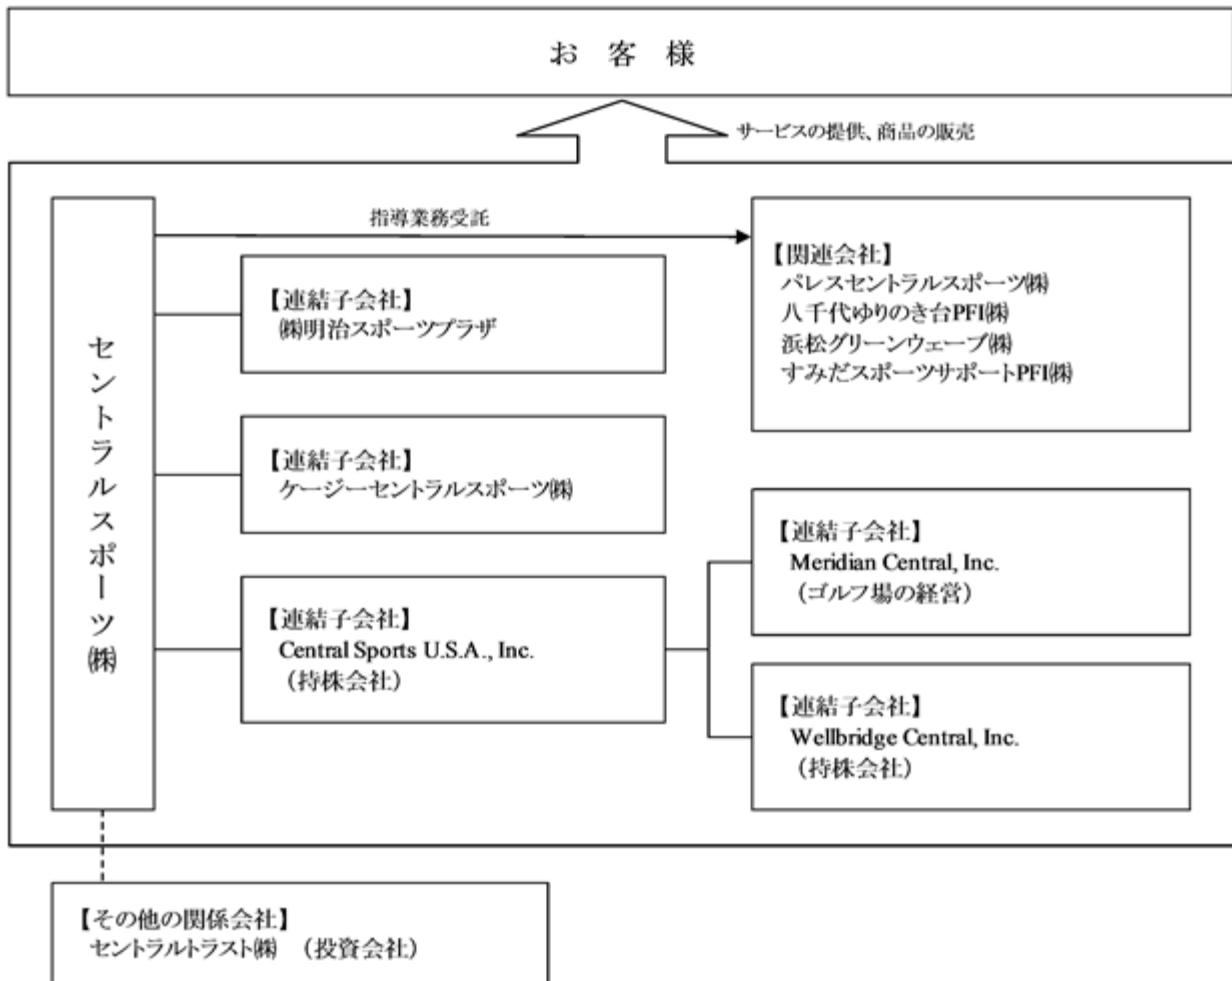 お 客 様
サービスの提供、商品の販売
セントラルスポーツ㈱
指導業務受託
【連結子会社】
㈱明治スポーツプラザ
【連結子会社】
ケージーセントラルスポーツ㈱
【連結子会社】
Central Sports U.S.A., Inc.
（持株会社）
【関連会社】
パレスセントラルスポーツ㈱
八千代ゆりのき台PFI㈱
浜松グリーンウェーブ㈱
すみだスポーツサポートPFI㈱
【連結子会社】
Meridian Central, Inc.
（ゴルフ場の経営）
【連結子会社】
Wellbridge Central, Inc.
（持株会社）
【その他の関係会社】
セントラルトラスト㈱ （投資会社）